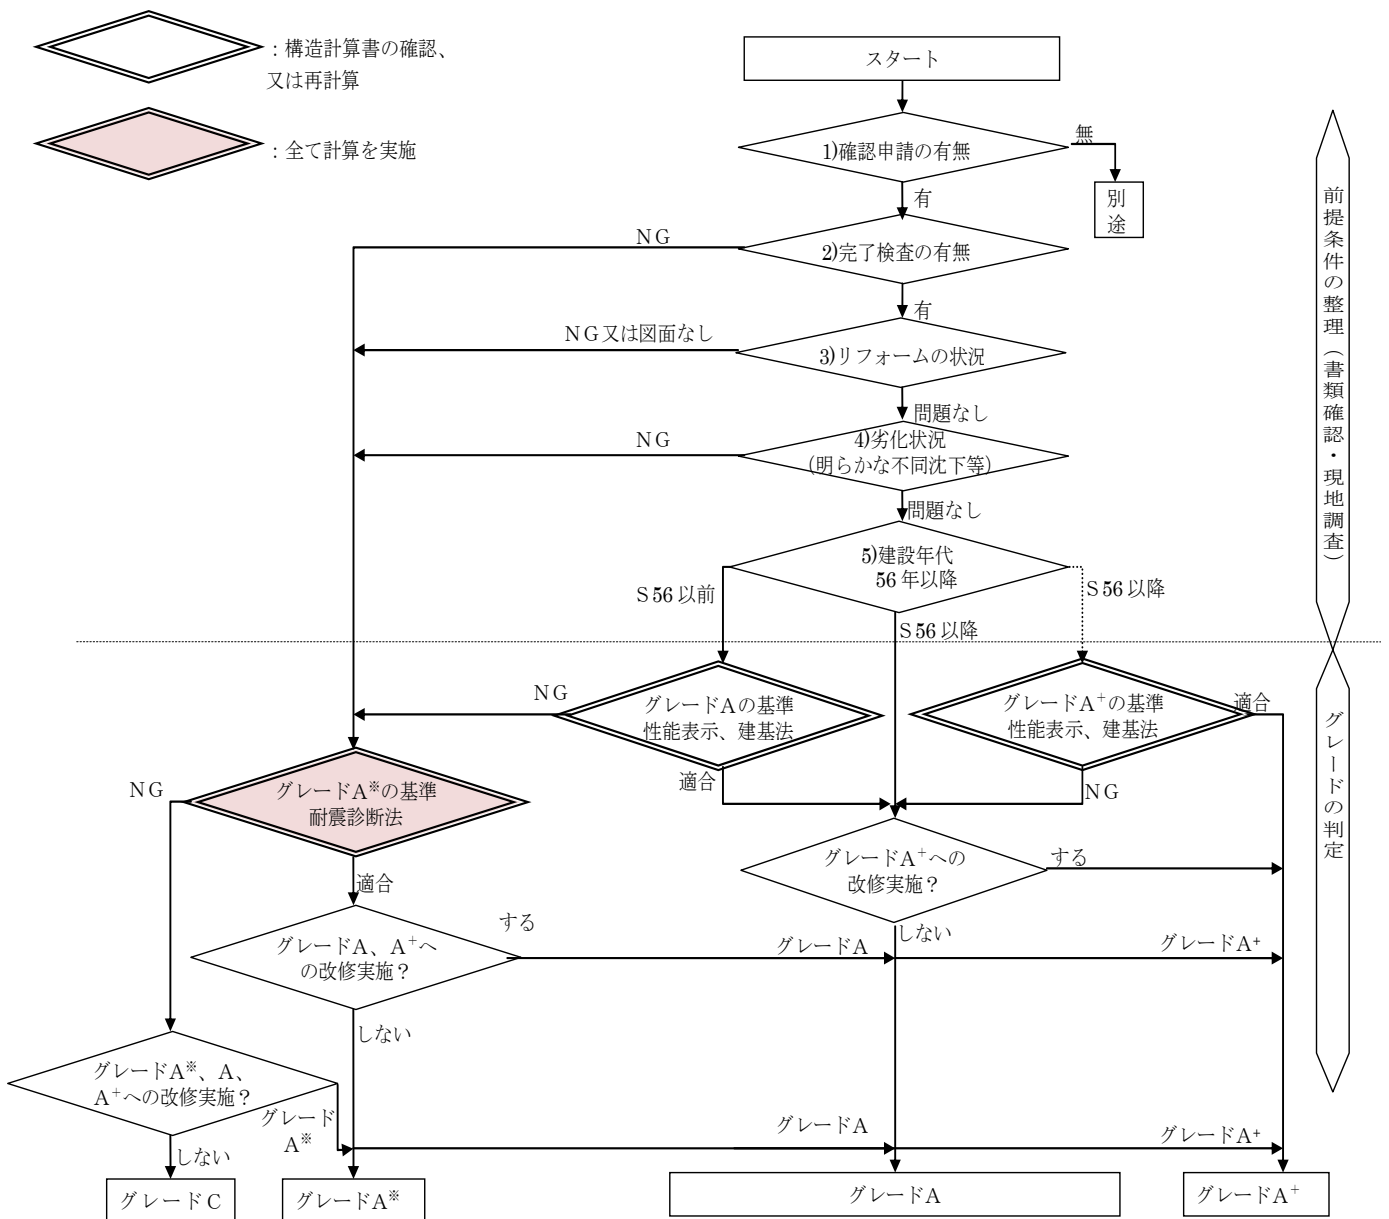 ：構造計算書の確認、
又は再計算
：全て計算を実施
スタート
1)確認申請の有無
無
別
途
有
2)完了検査の有無
NG
有
NG又は図面なし
3)リフォームの状況
問題なし
NG
4)劣化状況
(明らかな不同沈下等)
問題なし
5)建設年代
56年以降
S56以前
S56以降
S56以降
前提条件の整理（書類確認・現地調査）
NG
グレードAの基準
性能表示、建基法
グレードA⁺の基準
性能表示、建基法
適合
適合
NG
グレードの判定
NG
グレードA※の基準
耐震診断法
グレードA⁺への
改修実施？
する
適合
しない
グレードA、A⁺へ
の改修実施？
する
グレードA
グレードA⁺
しない
グレードA※、A、
A⁺への改修実施？
グレード
A※
グレードA
グレードA⁺
しない
グレードC
グレードA※
グレードA
グレードA⁺